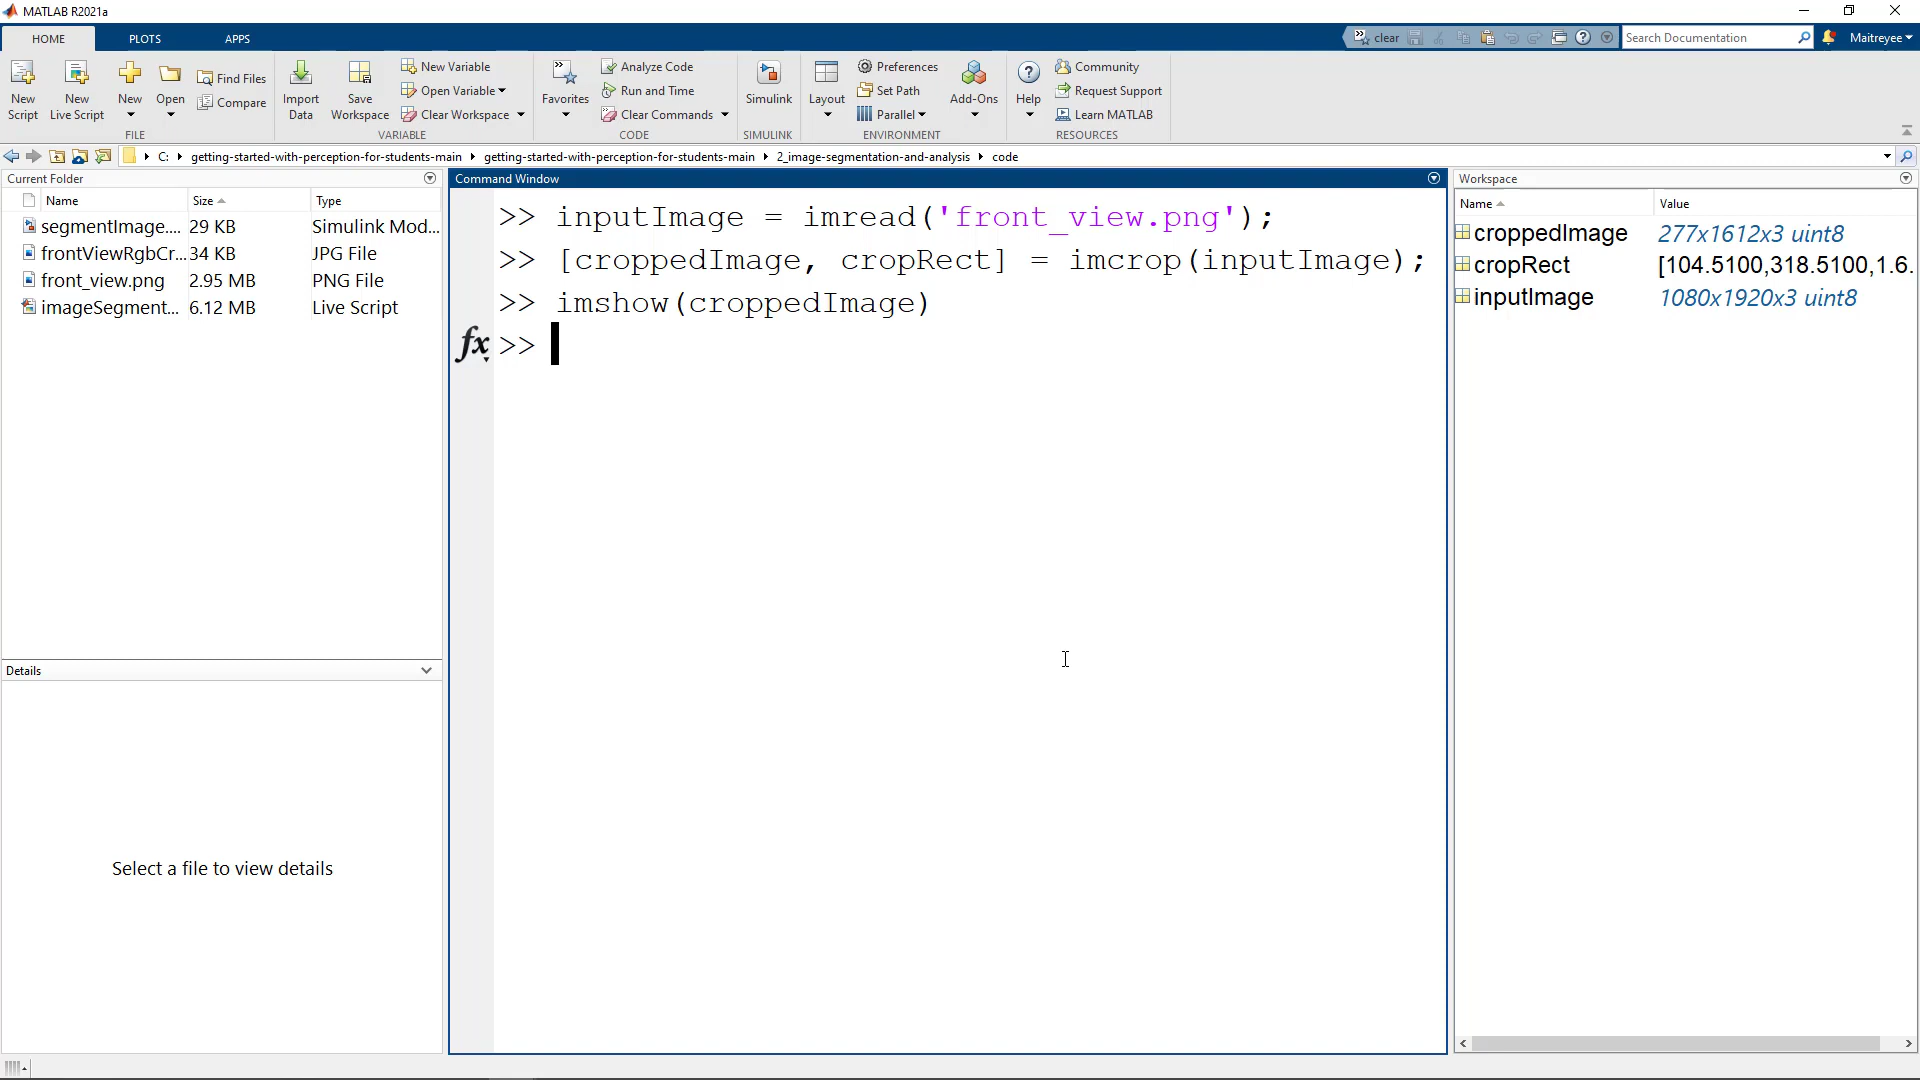 MATLAB R2021a
HOME PLOTS APPS
clear Search Documentation Maitreyee
New Script
New Live Script
New
Open
Find Files
Compare
FILE
Import Data
Save Workspace
New Variable
Open Variable
Clear Workspace
VARIABLE
Favorites
Analyze Code
Run and Time
Clear Commands
CODE
Simulink
SIMULINK
Layout
Preferences
Set Path
Parallel
Add-Ons
ENVIRONMENT
Help
Community
Request Support
Learn MATLAB
RESOURCES
C: getting-started-with-perception-for-students-main getting-started-with-perception-for-students-main 2_image-segmentation-and-analysis code
Current Folder
Name Size Type
segmentImage.... 29 KB Simulink Mod...
frontViewRgbCr... 34 KB JPG File
front_view.png 2.95 MB PNG File
imageSegment... 6.12 MB Live Script
Details
Select a file to view details
Command Window
>> inputImage = imread('front_view.png');
>> [croppedImage, cropRect] = imcrop(inputImage);
>> imshow(croppedImage)
fx >>
Workspace
Name Value
croppedImage 277x1612x3 uint8
cropRect [104.5100,318.5100,1.6.
inputImage 1080x1920x3 uint8